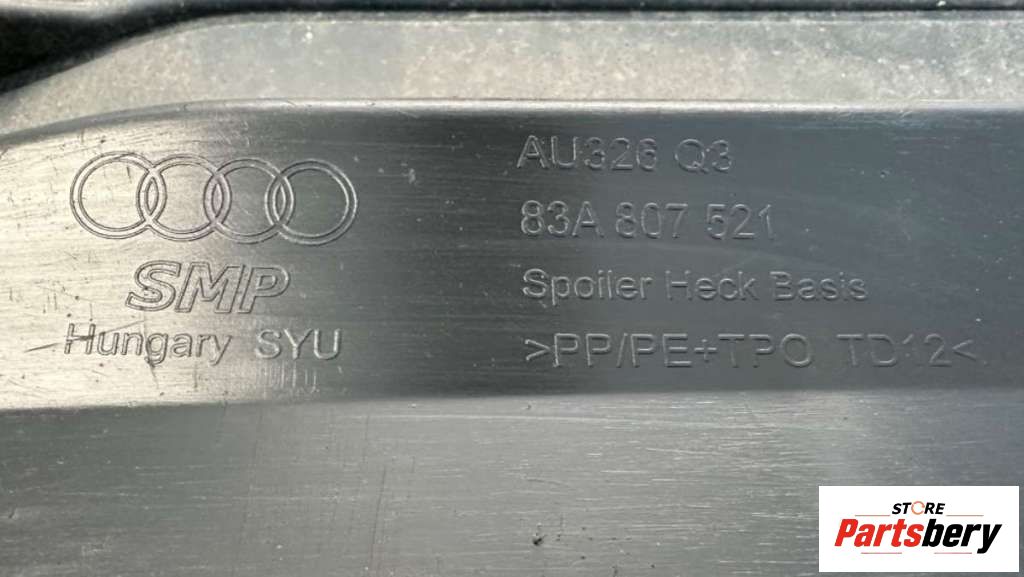 AU326 Q3
83A 807 521
SMP
Spoiler Heck Basis
Hungary SYU
>PP/PE+TPO TD12<
STORE
Partsbery